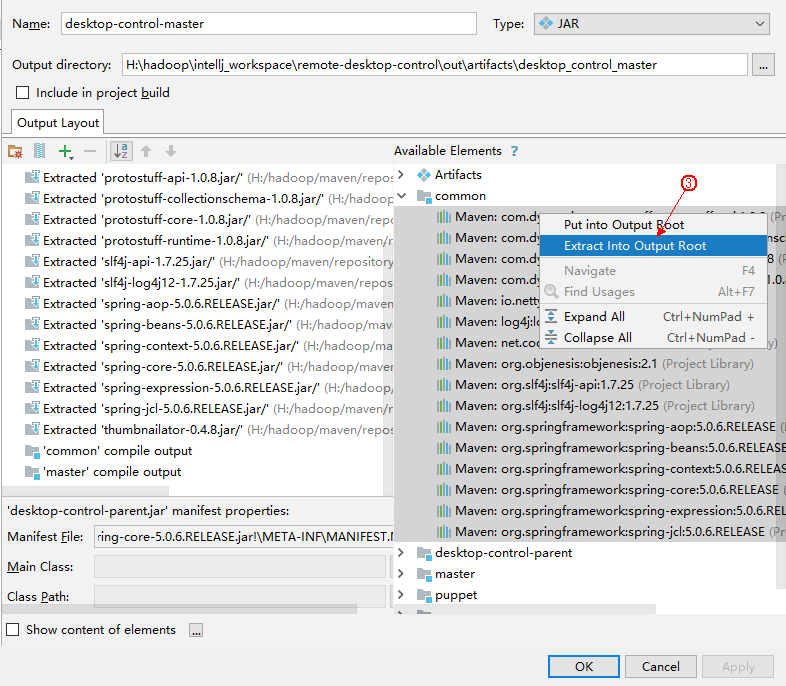 Name: desktop-control-master Type: JAR
Output directory: H:\hadoop\intellj_workspace\remote-desktop-control\out\artifacts\desktop_control_master ...
Include in project build
Output Layout
Available Elements ?
Extracted 'protostuff-api-1.0.8.jar/' (H:/hadoop/maven/repos
Extracted 'protostuff-collectionschema-1.0.8.jar/'
Extracted 'protostuff-core-1.0.8.jar/' (H:/hadoop/maven/repo
Extracted 'protostuff-runtime-1.0.8.jar/' (H:/hadoop/maven/
Extracted 'slf4j-api-1.7.25.jar/' (H:/hadoop/maven/repository
Extracted 'slf4j-log4j12-1.7.25.jar/' (H:/hadoop/maven/repos
Extracted 'spring-aop-5.0.6.RELEASE.jar/' (H:/hadoop/maven
Extracted 'spring-beans-5.0.6.RELEASE.jar/' (H:/hadoop/mav
Extracted 'spring-context-5.0.6.RELEASE.jar/' (H:/hadoop/m
Extracted 'spring-core-5.0.6.RELEASE.jar/' (H:/hadoop/mave
Extracted 'spring-expression-5.0.6.RELEASE.jar/' (H:/hadoop
Extracted 'spring-jcl-5.0.6.RELEASE.jar/' (H:/hadoop/maven/
Extracted 'thumbnailator-0.4.8.jar/' (H:/hadoop/maven/repos
'common' compile output
'master' compile output
Artifacts
common
Maven: com.dy
Maven: com.dy
Maven: com.dy
Maven: com.dy
Maven: io.netty
Maven: log4j:lo
Maven: net.coo
Maven: org.objenesis:objenesis:2.1 (Project Library)
Maven: org.slf4j:slf4j-api:1.7.25 (Project Library)
Maven: org.slf4j:slf4j-log4j12:1.7.25 (Project Library)
Maven: org.springframework:spring-aop:5.0.6.RELEASE
Maven: org.springframework:spring-beans:5.0.6.RELEAS
Maven: org.springframework:spring-context:5.0.6.RELEA
Maven: org.springframework:spring-core:5.0.6.RELEASE
Maven: org.springframework:spring-expression:5.0.6.REL
Maven: org.springframework:spring-jcl:5.0.6.RELEASE (Pr
desktop-control-parent
master
puppet
③
Put into Output Root
Extract Into Output Root
Navigate F4
Find Usages Alt+F7
Expand All Ctrl+NumPad +
Collapse All Ctrl+NumPad -
'desktop-control-parent.jar' manifest properties:
Manifest File: ring-core-5.0.6.RELEASE.jar!\META-INF\MANIFEST.M
Main Class:
Class Path:
Show content of elements ...
OK Cancel Apply